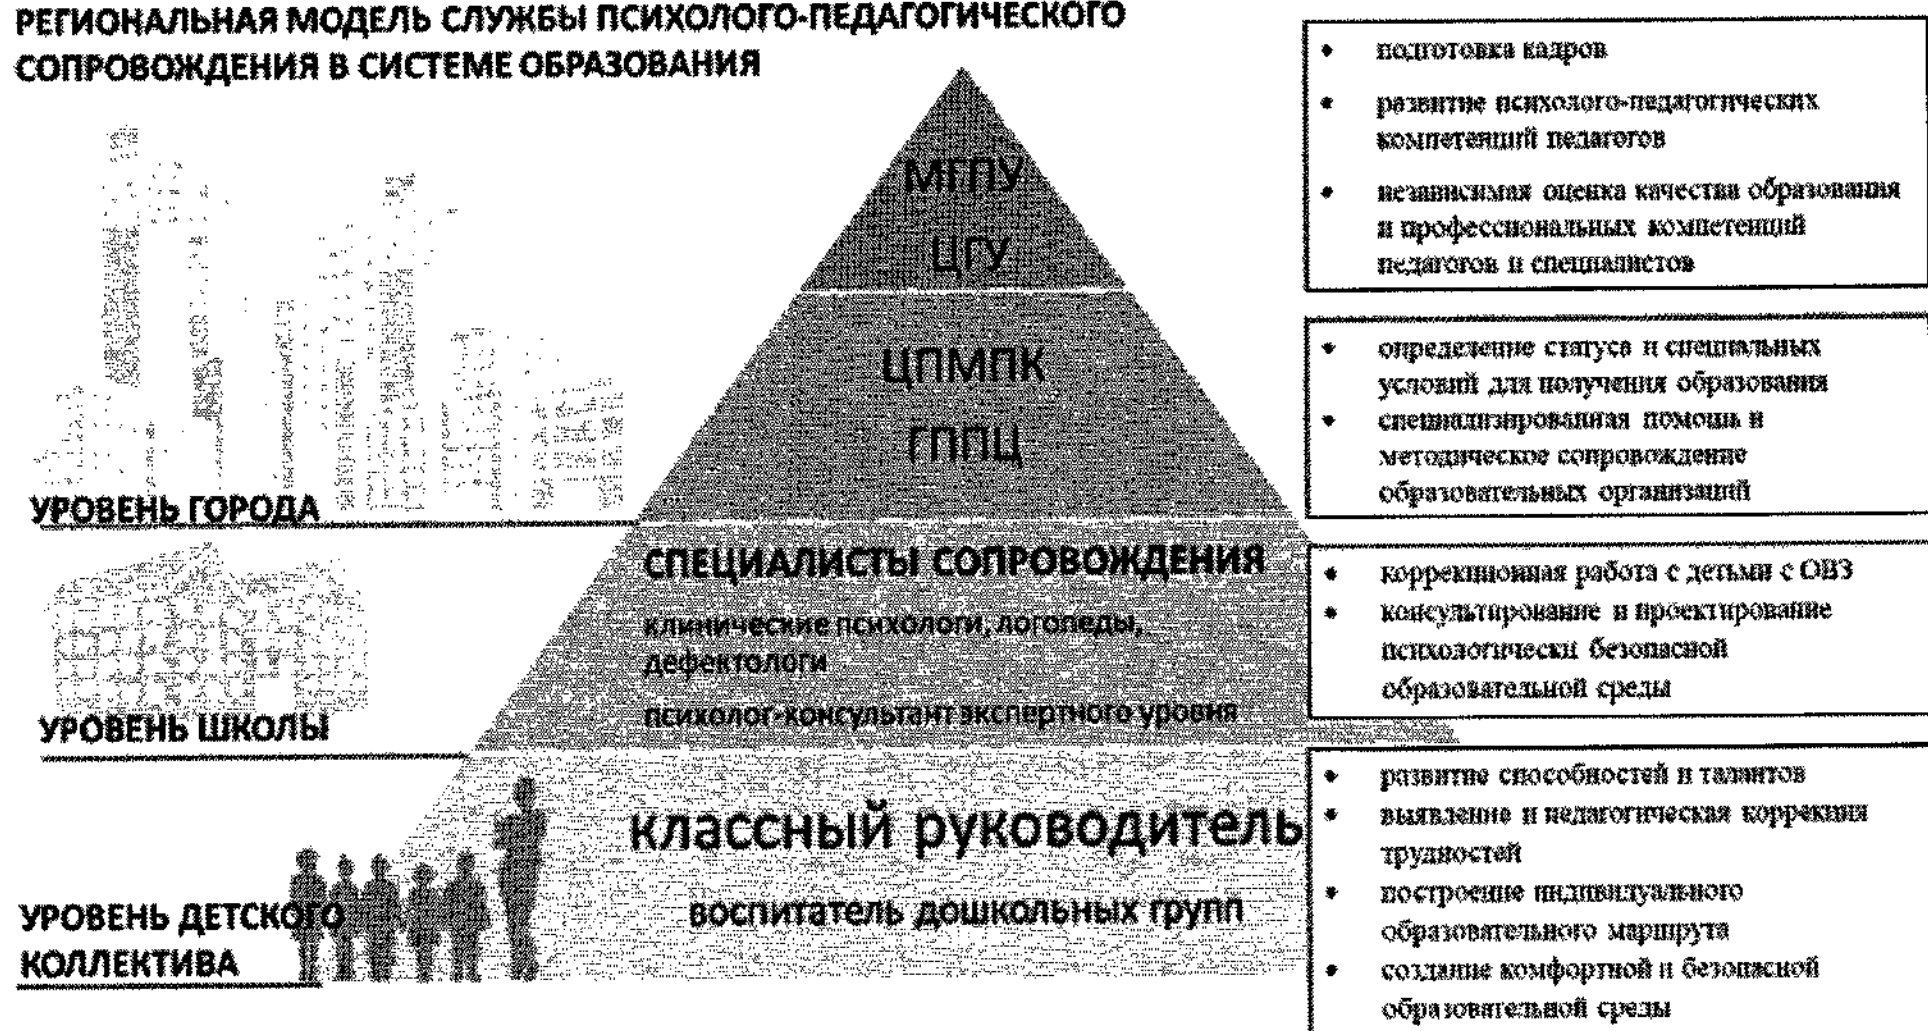 РЕГИОНАЛЬНАЯ МОДЕЛЬ СЛУЖБЫ ПСИХОЛОГО-ПЕДАГОГИЧЕСКОГО
СОПРОВОЖДЕНИЯ В СИСТЕМЕ ОБРАЗОВАНИЯ
МГПУ
ЦГУ
• подготовка кадров
• развитие психолого-педагогических
компетенций педагогов
• независимая оценка качества образования
и профессиональных компетенций
педагогов и специалистов
УРОВЕНЬ ГОРОДА
ЦПМПК
ГППЦ
• определение статуса и специальных
условий для получения образования
• специализированная помощь и
методическое сопровождение
образовательных организаций
УРОВЕНЬ ШКОЛЫ
СПЕЦИАЛИСТЫ СОПРОВОЖДЕНИЯ
клинические психологи, логопеды,
дефектологи
психолог-консультант экспертного уровня
• коррекционная работа с детьми с ОВЗ
• консультирование и проектирование
психологически безопасной
образовательной среды
УРОВЕНЬ ДЕТСКОГО
КОЛЛЕКТИВА
классный руководитель
воспитатель дошкольных групп
• развитие способностей и талантов
• выявление и педагогическая коррекция
трудностей
• построение индивидуального
образовательного маршрута
• создание комфортной и безопасной
образовательной среды